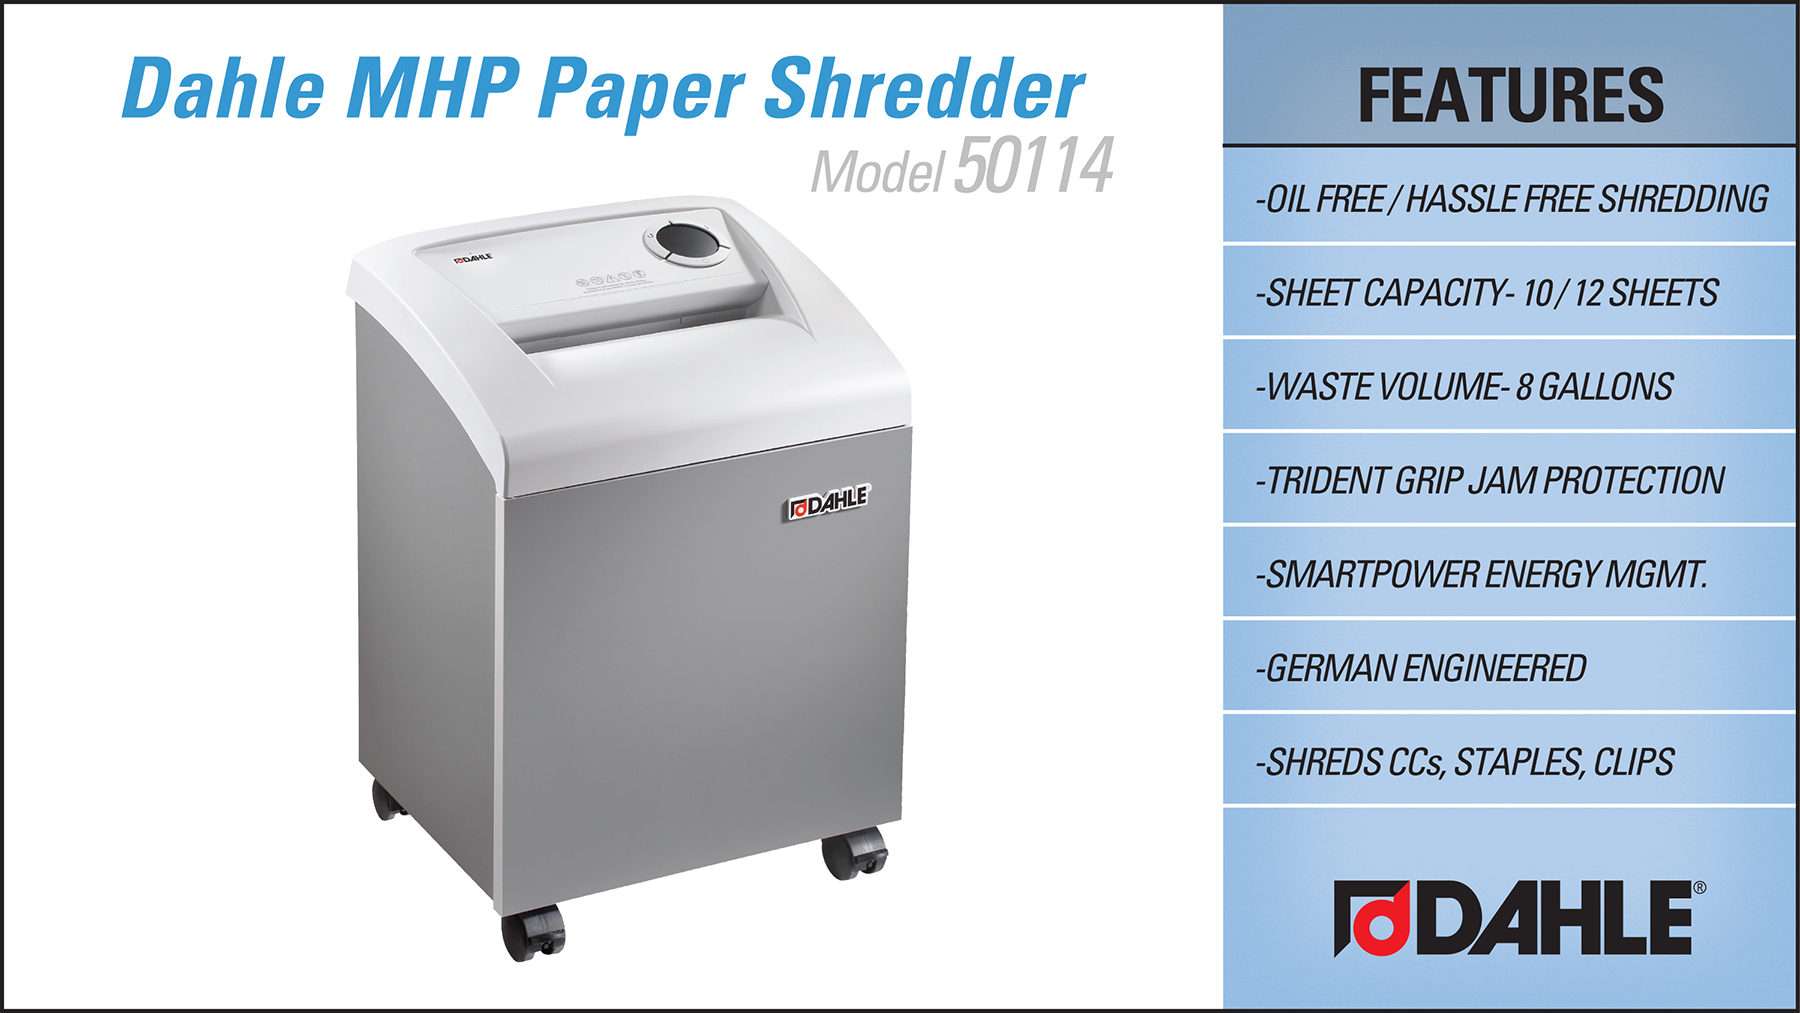 Dahle MHP Paper Shredder
Model 50114
DAHLE
DAHLE
FEATURES
-OIL FREE / HASSLE FREE SHREDDING
-SHEET CAPACITY- 10 / 12 SHEETS
-WASTE VOLUME- 8 GALLONS
-TRIDENT GRIP JAM PROTECTION
-SMARTPOWER ENERGY MGMT.
-GERMAN ENGINEERED
-SHREDS CCs, STAPLES, CLIPS
DAHLE®